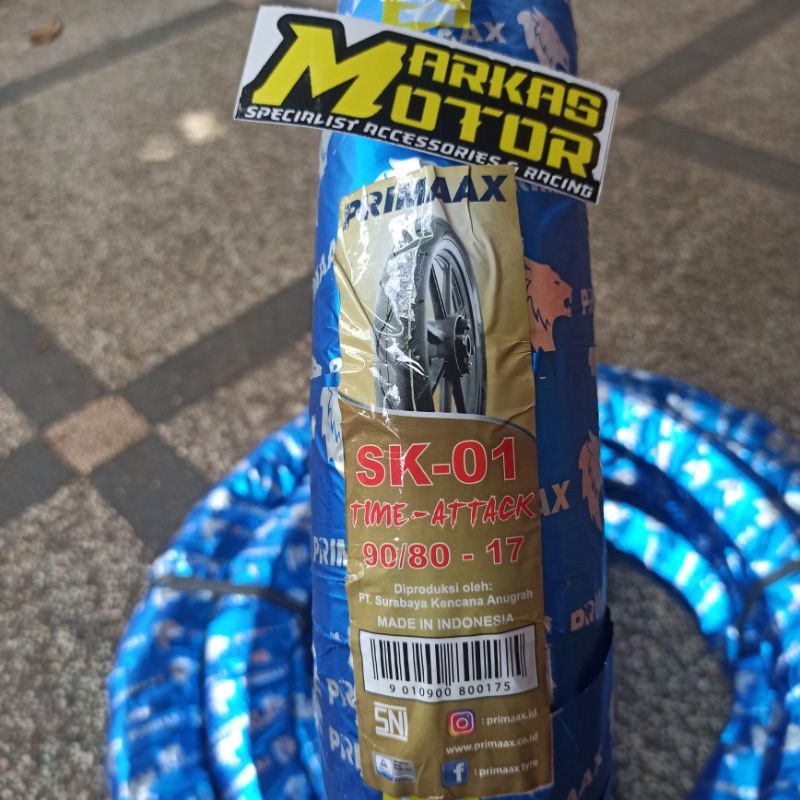 MARKAS
MOTOR
SPECIALIST ACCESSORIES & RACING
PRIMAAX
SK-01
TIME-ATTACK
90/80 - 17
Diproduksi oleh:
PT. Surabaya Kencana Anugrah
MADE IN INDONESIA
9 010900 800175
SNI
: primaax.id
www.primaax.co.id
: primaax tyre